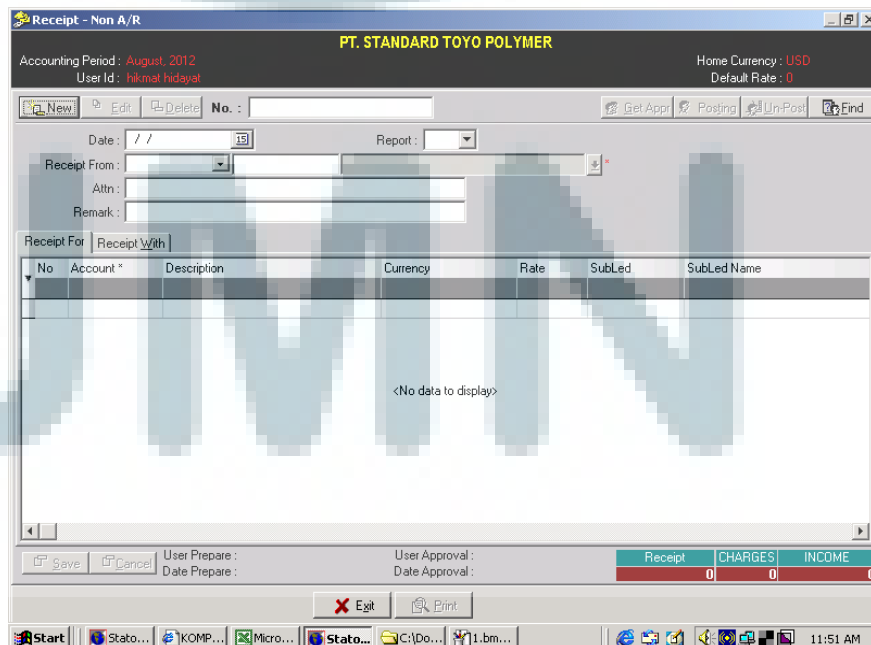 Receipt - Non A/R
PT. STANDARD TOYO POLYMER
Accounting Period : August, 2012 Home Currency : USD
User Id : hikmat hidayat Default Rate : 0
New Edit Delete No. : Get Appr Posting Un-Post Find
Date : / / 15 Report :
Receipt From : *
Attn :
Remark :
Receipt For Receipt With
No Account * Description Currency Rate SubLed SubLed Name
<No data to display>
Save Cancel User Prepare : User Approval : Receipt CHARGES INCOME
Date Prepare : Date Approval : 0 0 0
Exit Print
Start Stato... KOMP... Micro... Stato... C:\Do... 1.bm... 11:51 AM
UMN